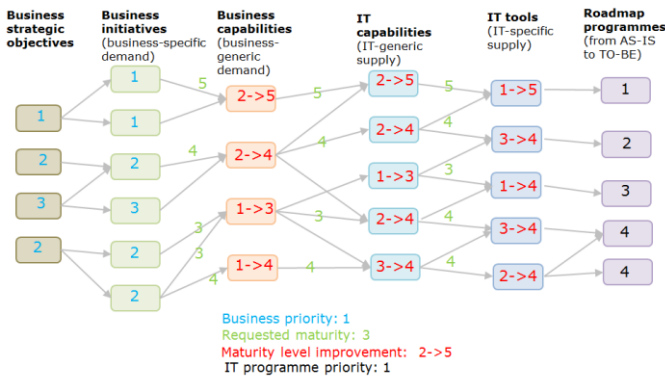 Business
strategic
objectives
Business
initiatives
(business-specific
demand)
Business
capabilities
(business-
generic
demand)
IT
capabilities
(IT-generic
supply)
IT tools
(IT-specific
supply)
Roadmap
programmes
(from AS-IS
to TO-BE)
1
2
3
2
1
1
2
3
2
2
5
4
3
3
4
2->5
2->4
1->3
1->4
5
4
3
4
2->5
2->4
1->3
2->4
3->4
5
4
3
4
4
1->5
3->4
1->4
3->4
2->4
1
2
3
4
4
Business priority: 1
Requested maturity: 3
Maturity level improvement: 2->5
IT programme priority: 1